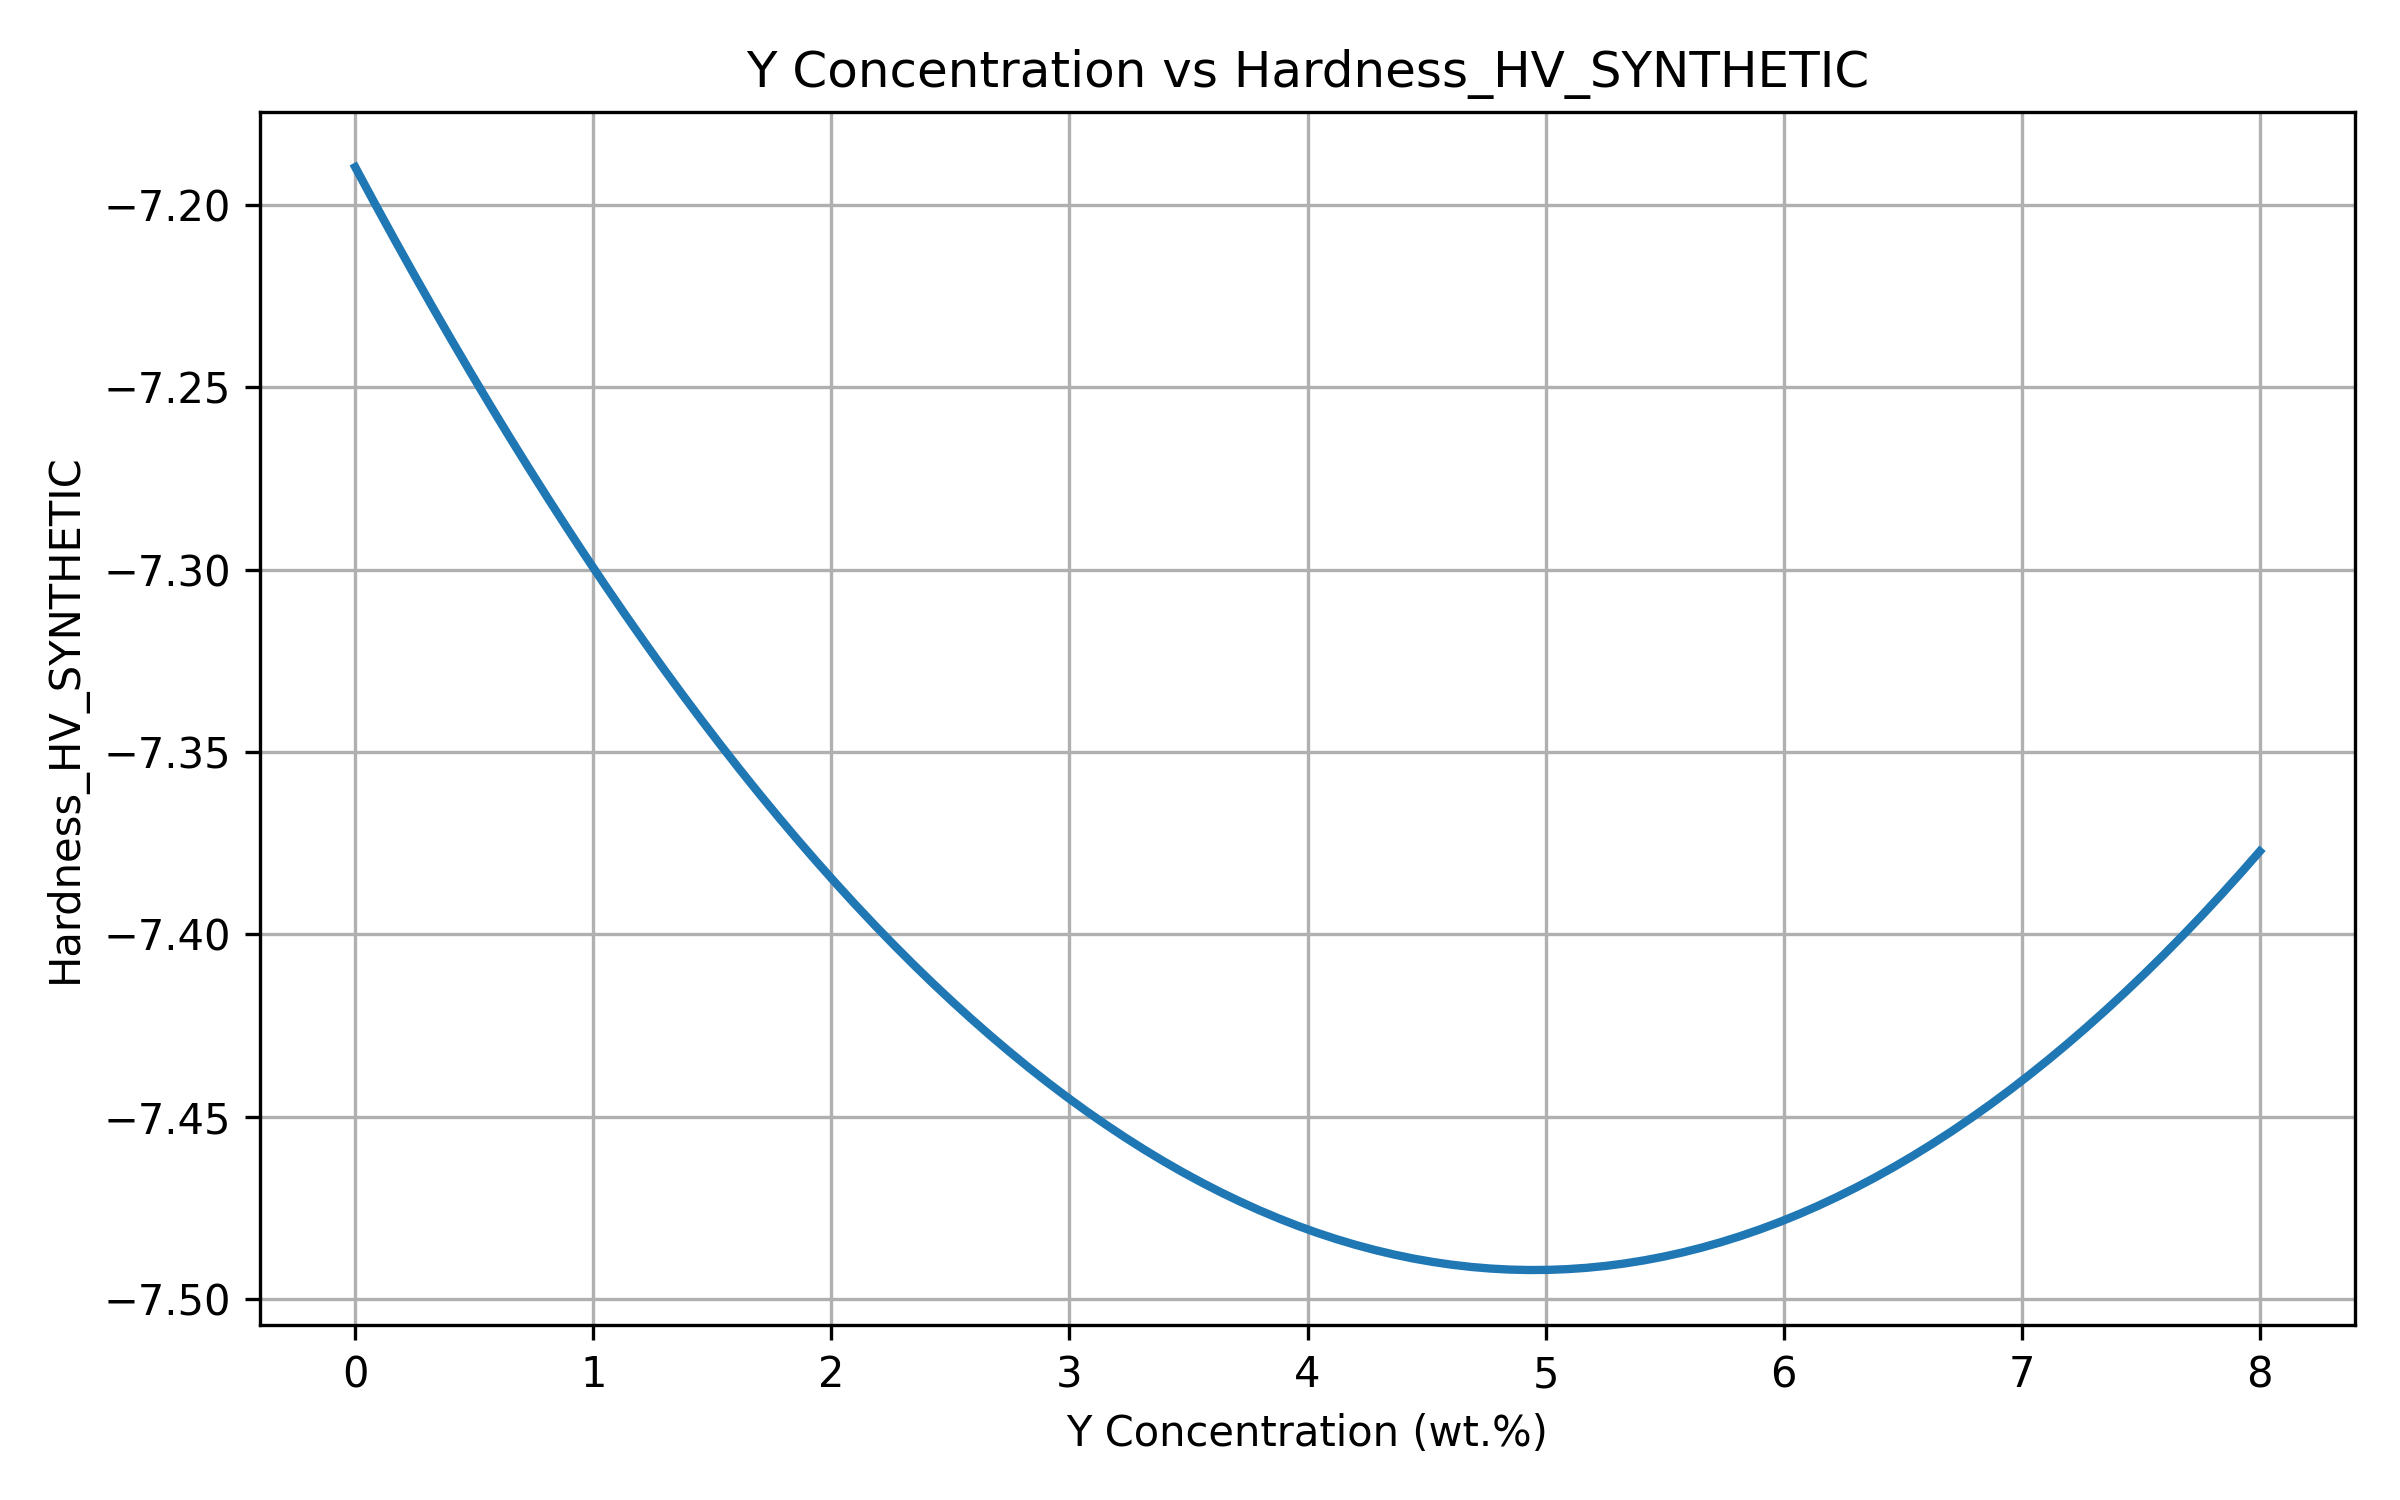 Y Concentration vs Hardness_HV_SYNTHETIC
Hardness_HV_SYNTHETIC
−7.20
−7.25
−7.30
−7.35
−7.40
−7.45
−7.50
0 1 2 3 4 5 6 7 8
Y Concentration (wt.%)